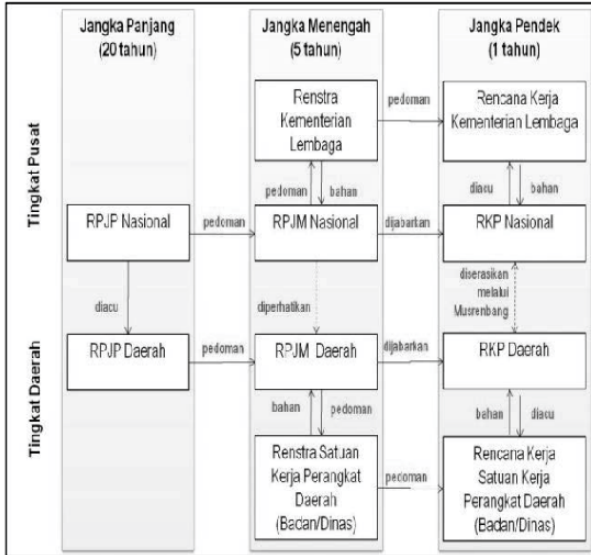 Jangka Panjang
(20 tahun)
Jangka Menengah
(5 tahun)
Jangka Pendek
(1 tahun)
Tingkat Pusat
Renstra
Kementerian
Lembaga
pedoman
Rencana Kerja
Kementerian Lembaga
pedoman
bahan
diacu
bahan
RPJP Nasional
pedoman
RPJM Nasional
dijabarkan
RKP Nasional
diacu
diperhatikan
diserasikan
melalui
Musrenbang
Tingkat Daerah
RPJP Daerah
pedoman
RPJM Daerah
dijabarkan
RKP Daerah
bahan
pedoman
bahan
diacu
Renstra Satuan
Kerja Perangkat
Daerah
(Badan/Dinas)
pedoman
Rencana Kerja
Satuan Kerja
Perangkat Daerah
(Badan/Dinas)